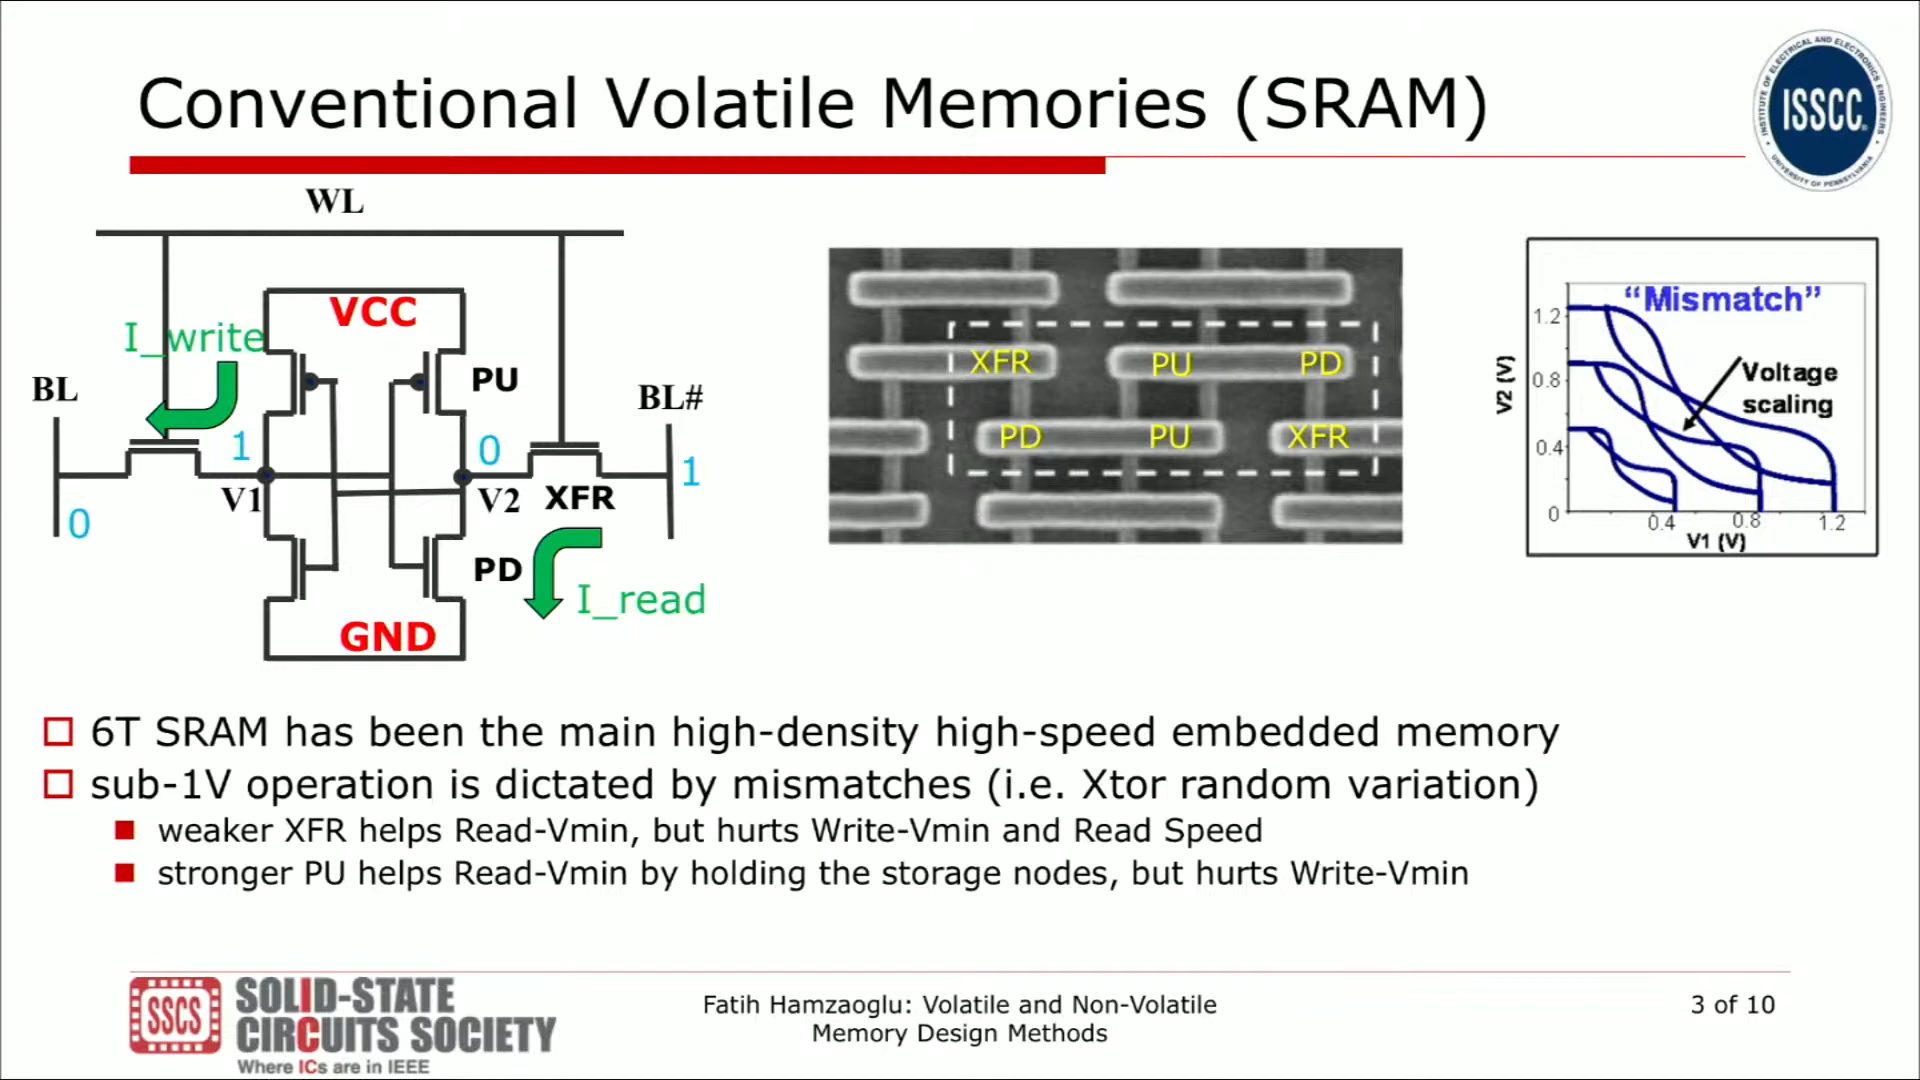 Conventional Volatile Memories (SRAM)
INSTITUTE OF ELECTRICAL AND ELECTRONICS ENGINEERS
ISSCC
UNIVERSITY OF PENNSYLVANIA
WL
VCC
I_write
PU
BL
BL#
1
0
1
V1
V2
XFR
0
PD
I_read
GND
XFR PU PD
PD PU XFR
"Mismatch"
1.2
Voltage
scaling
0.8
V2 (V)
0.4
0
0.4 0.8 1.2
V1 (V)
6T SRAM has been the main high-density high-speed embedded memory
sub-1V operation is dictated by mismatches (i.e. Xtor random variation)
weaker XFR helps Read-Vmin, but hurts Write-Vmin and Read Speed
stronger PU helps Read-Vmin by holding the storage nodes, but hurts Write-Vmin
SSCS
SOLID-STATE
CIRCUITS SOCIETY
Where ICs are in IEEE
Fatih Hamzaoglu: Volatile and Non-Volatile
Memory Design Methods
3 of 10